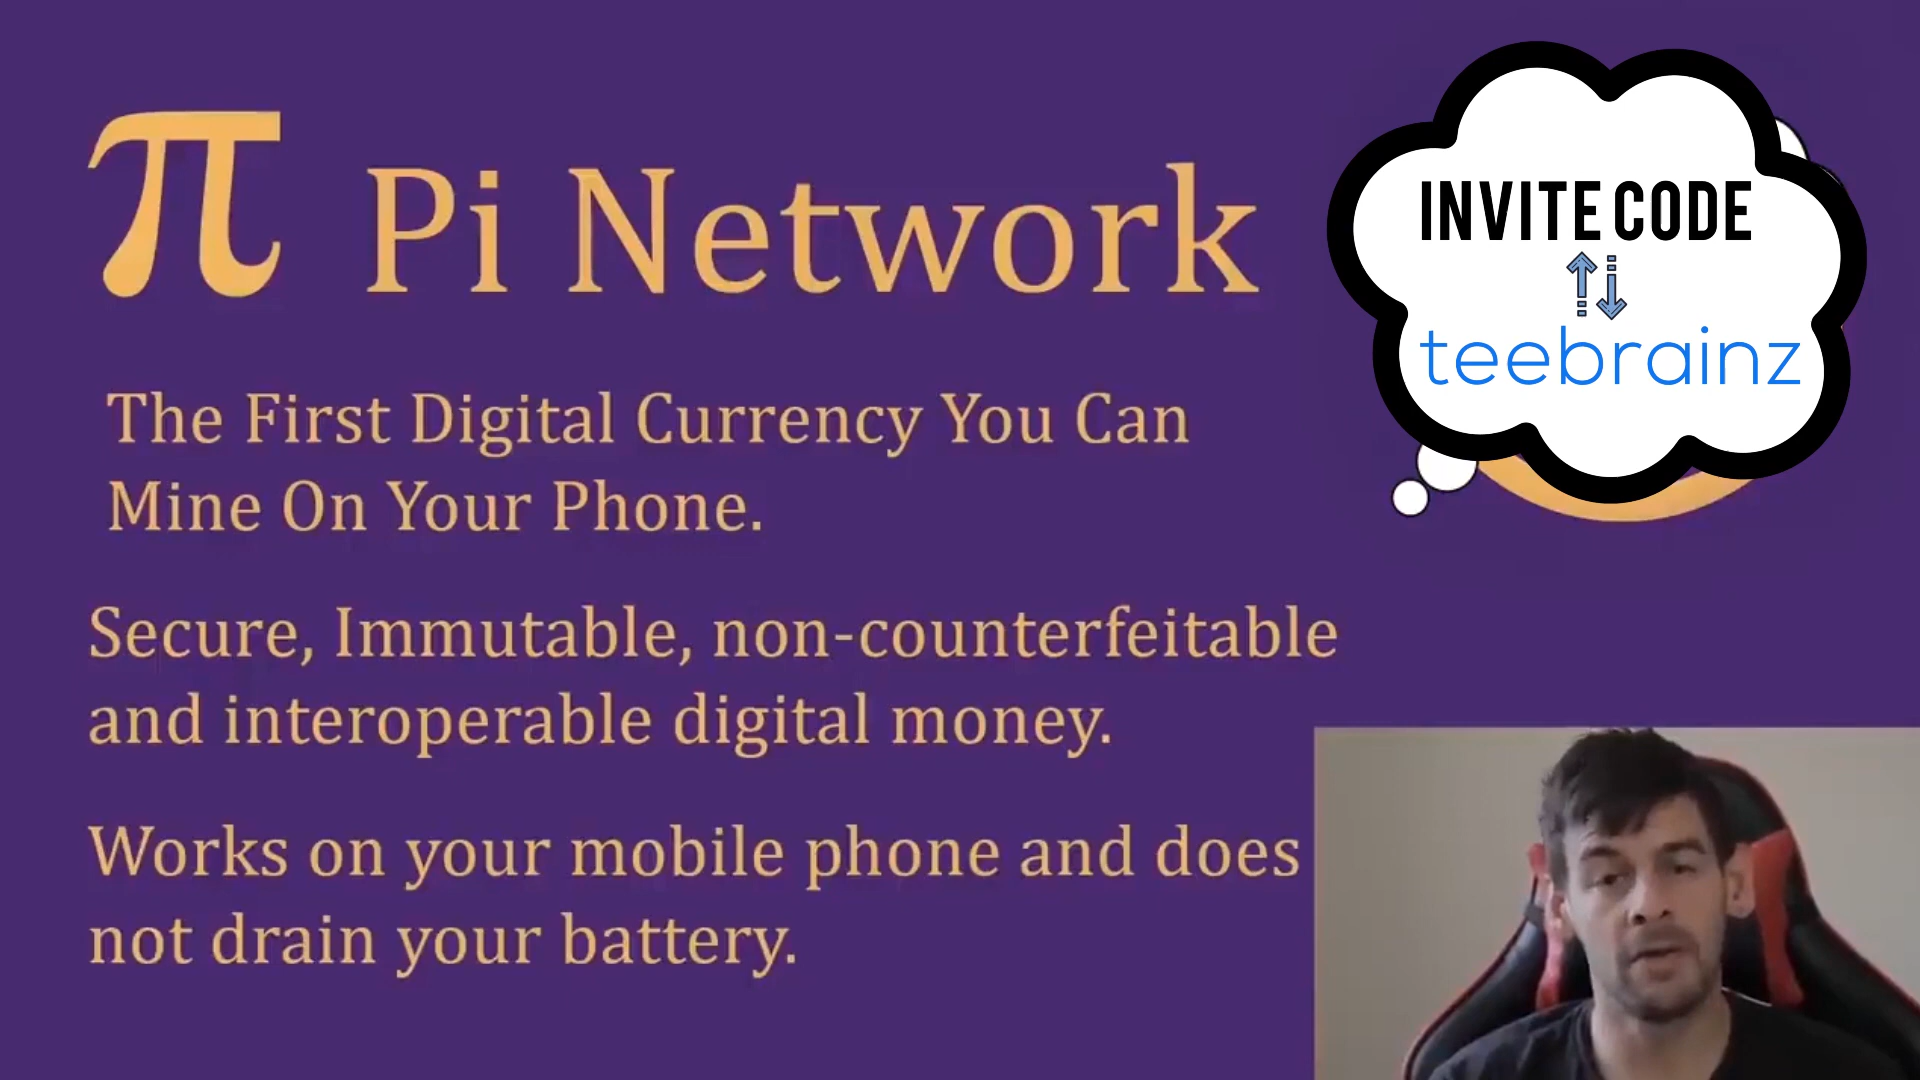 π Pi Network
The First Digital Currency You Can
Mine On Your Phone.
Secure, Immutable, non-counterfeitable
and interoperable digital money.
Works on your mobile phone and does
not drain your battery.
INVITE CODE
teebrainz